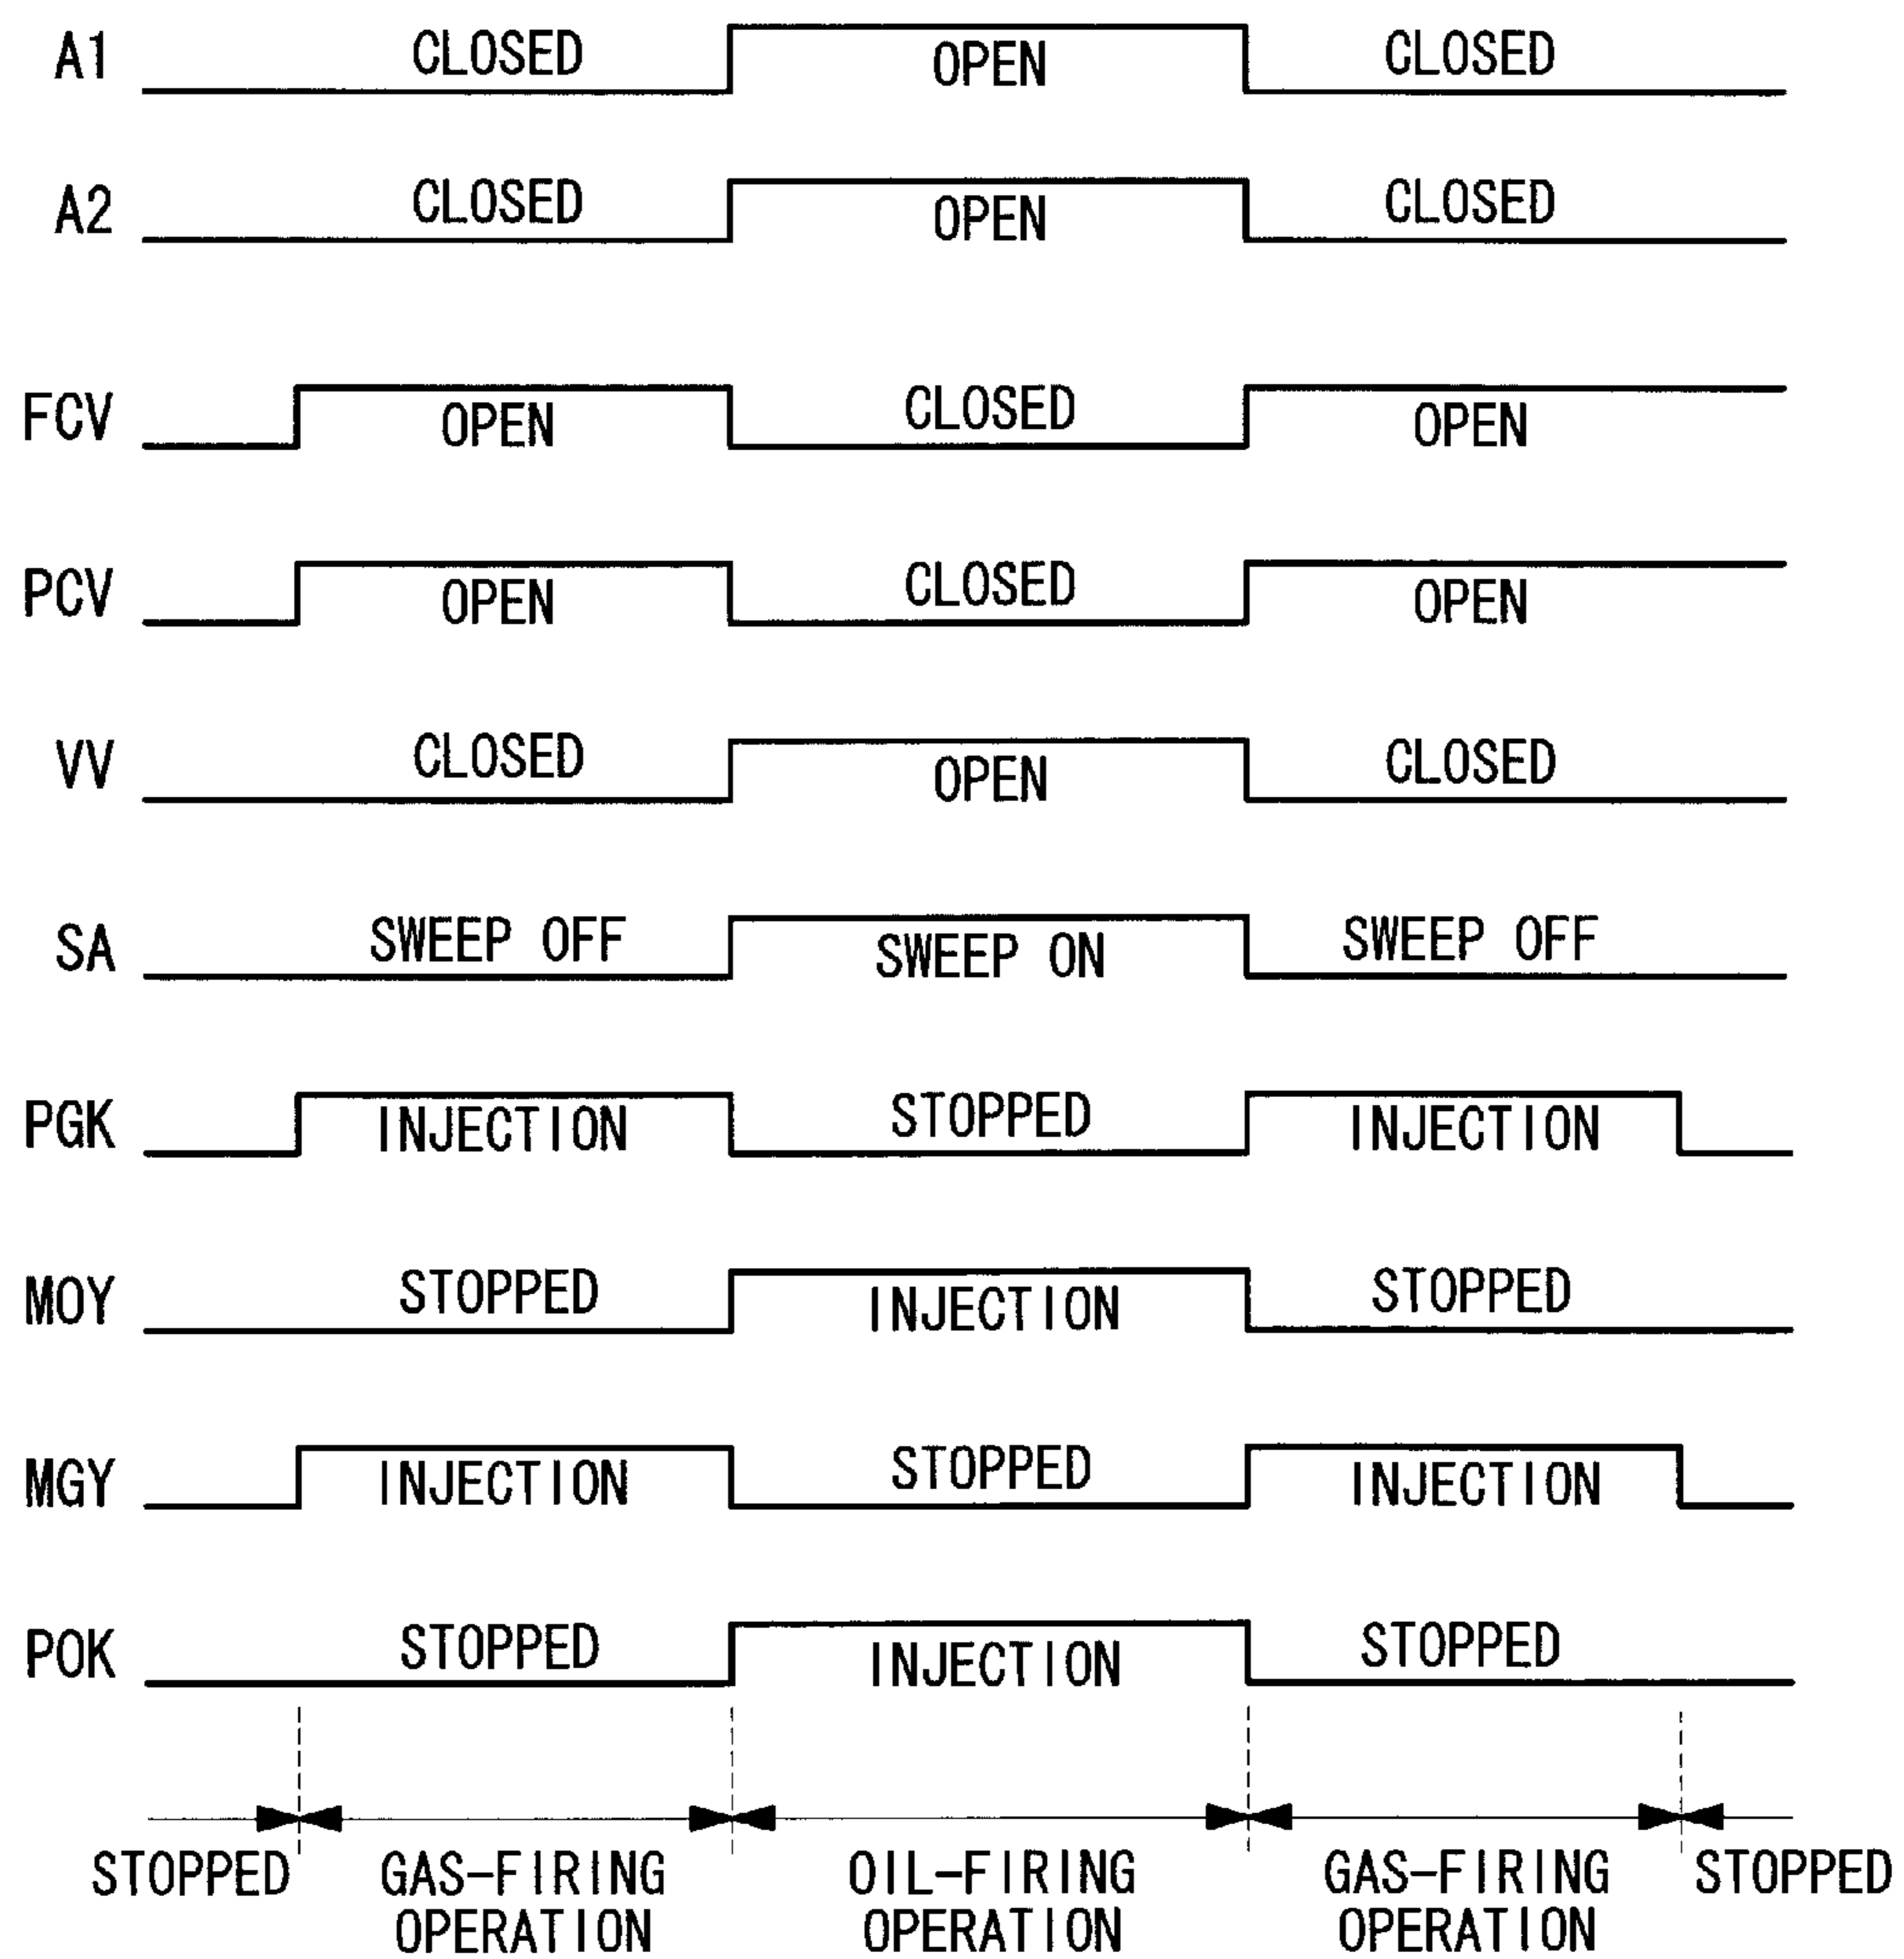 A1 CLOSED OPEN CLOSED
A2 CLOSED OPEN CLOSED
FCV OPEN CLOSED OPEN
PCV OPEN CLOSED OPEN
VV CLOSED OPEN CLOSED
SA SWEEP OFF SWEEP ON SWEEP OFF
PGK INJECTION STOPPED INJECTION
MOY STOPPED INJECTION STOPPED
MGY INJECTION STOPPED INJECTION
POK STOPPED INJECTION STOPPED
STOPPED GAS-FIRING OIL-FIRING GAS-FIRING STOPPED
OPERATION OPERATION OPERATION